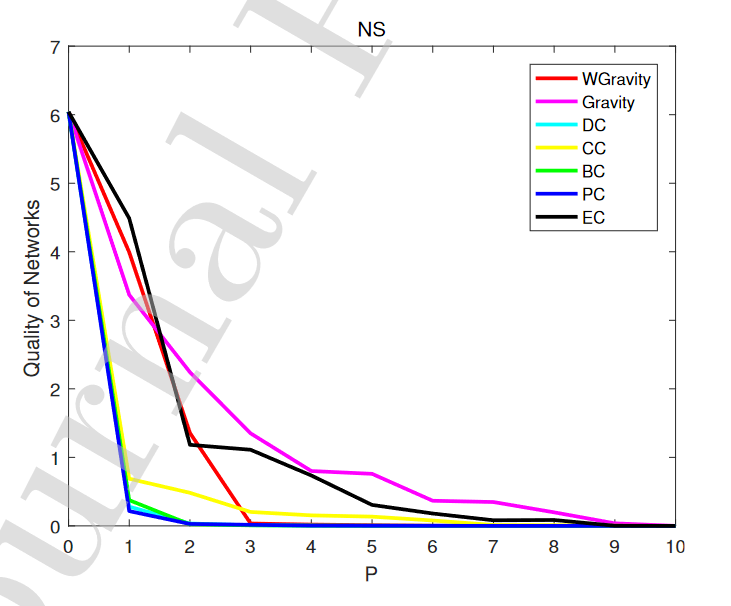 NS
7
6
5
4
3
2
1
0
Quality of Networks
0 1 2 3 4 5 6 7 8 9 10
P
WGravity
Gravity
DC
CC
BC
PC
EC
urnal P